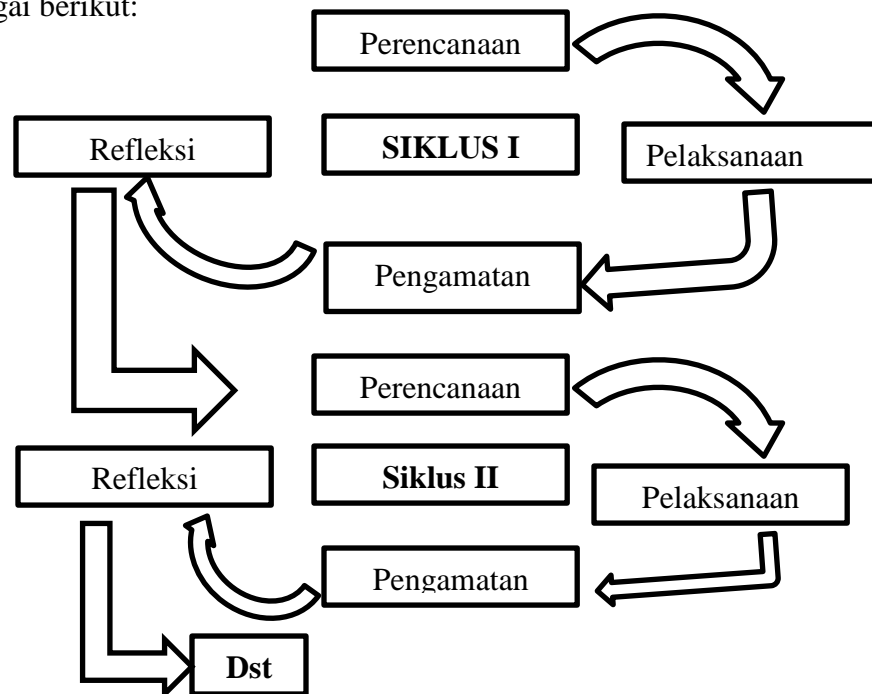 gai berikut:
Perencanaan
Refleksi
SIKLUS I
Pelaksanaan
Pengamatan
Perencanaan
Refleksi
Siklus II
Pelaksanaan
Pengamatan
Dst